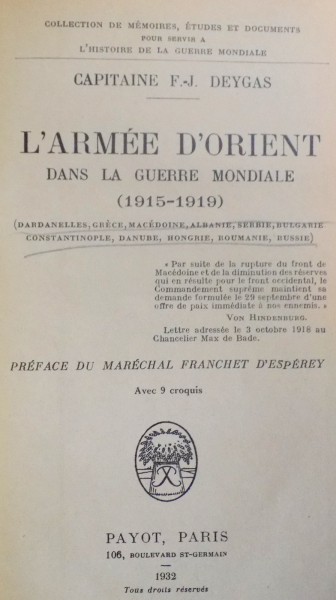 COLLECTION DE MÉMOIRES, ÉTUDES ET DOCUMENTS
POUR SERVIR A
L'HISTOIRE DE LA GUERRE MONDIALE
CAPITAINE F.-J. DEYGAS
L'ARMÉE D'ORIENT
DANS LA GUERRE MONDIALE
(1915-1919)
(DARDANELLES, GRÈCE, MACÉDOINE, ALBANIE, SERBIE, BULGARIE
CONSTANTINOPLE, DANUBE, HONGRIE, ROUMANIE, RUSSIE)
« Par suite de la rupture du front de
Macédoine et de la diminution des réserves
qui en résulte pour le front occidental, le
Commandement suprême maintient sa
demande formulée le 29 septembre d'une
offre de paix immédiate à nos ennemis. »
VON HINDENBURG.
Lettre adressée le 3 octobre 1918 au
Chancelier Max de Bade.
PRÉFACE DU MARÉCHAL FRANCHET D'ESPÉREY
Avec 9 croquis
PAYOT, PARIS
106, BOULEVARD ST-GERMAIN
1932
Tous droits réservés